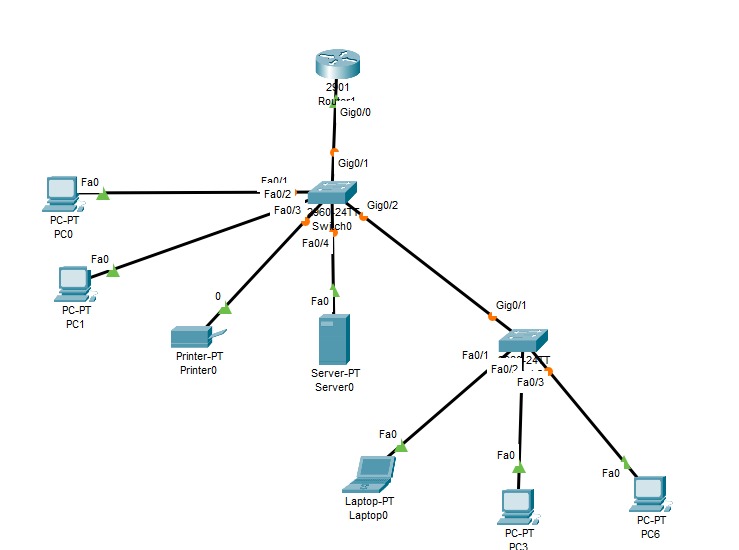 2901
Router1
Gig0/0
Gig0/1
Fa0
Fa0/1
Fa0/2
Fa0/3
2960-24TT
Switch0
Gig0/2
Fa0/4
PC-PT
PC0
Fa0
PC-PT
PC1
0
Printer-PT
Printer0
Fa0
Server-PT
Server0
Gig0/1
Fa0/1
Fa0/2
Fa0/3
Fa0
Laptop-PT
Laptop0
Fa0
PC-PT
PC3
Fa0
PC-PT
PC6